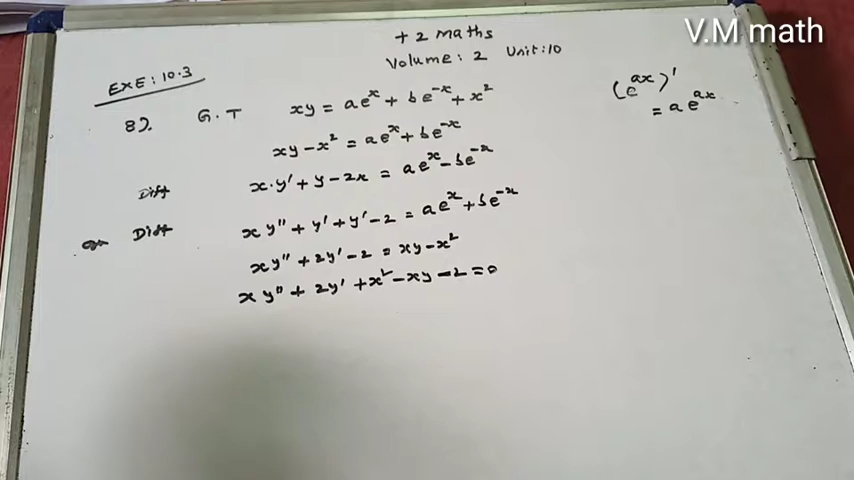 V.M math
+2 maths
Volume: 2 Unit:10
EXE: 10.3
8). G.T xy = ae^x + be^-x + x^2
(e^ax)'
= a e^ax
xy - x^2 = ae^x + be^-x
Diff x.y' + y - 2x = ae^x - be^-x
Diff xy'' + y' + y' - 2 = ae^x + be^-x
xy'' + 2y' - 2 = xy - x^2
xy'' + 2y' + x^2 - xy - 2 = 0